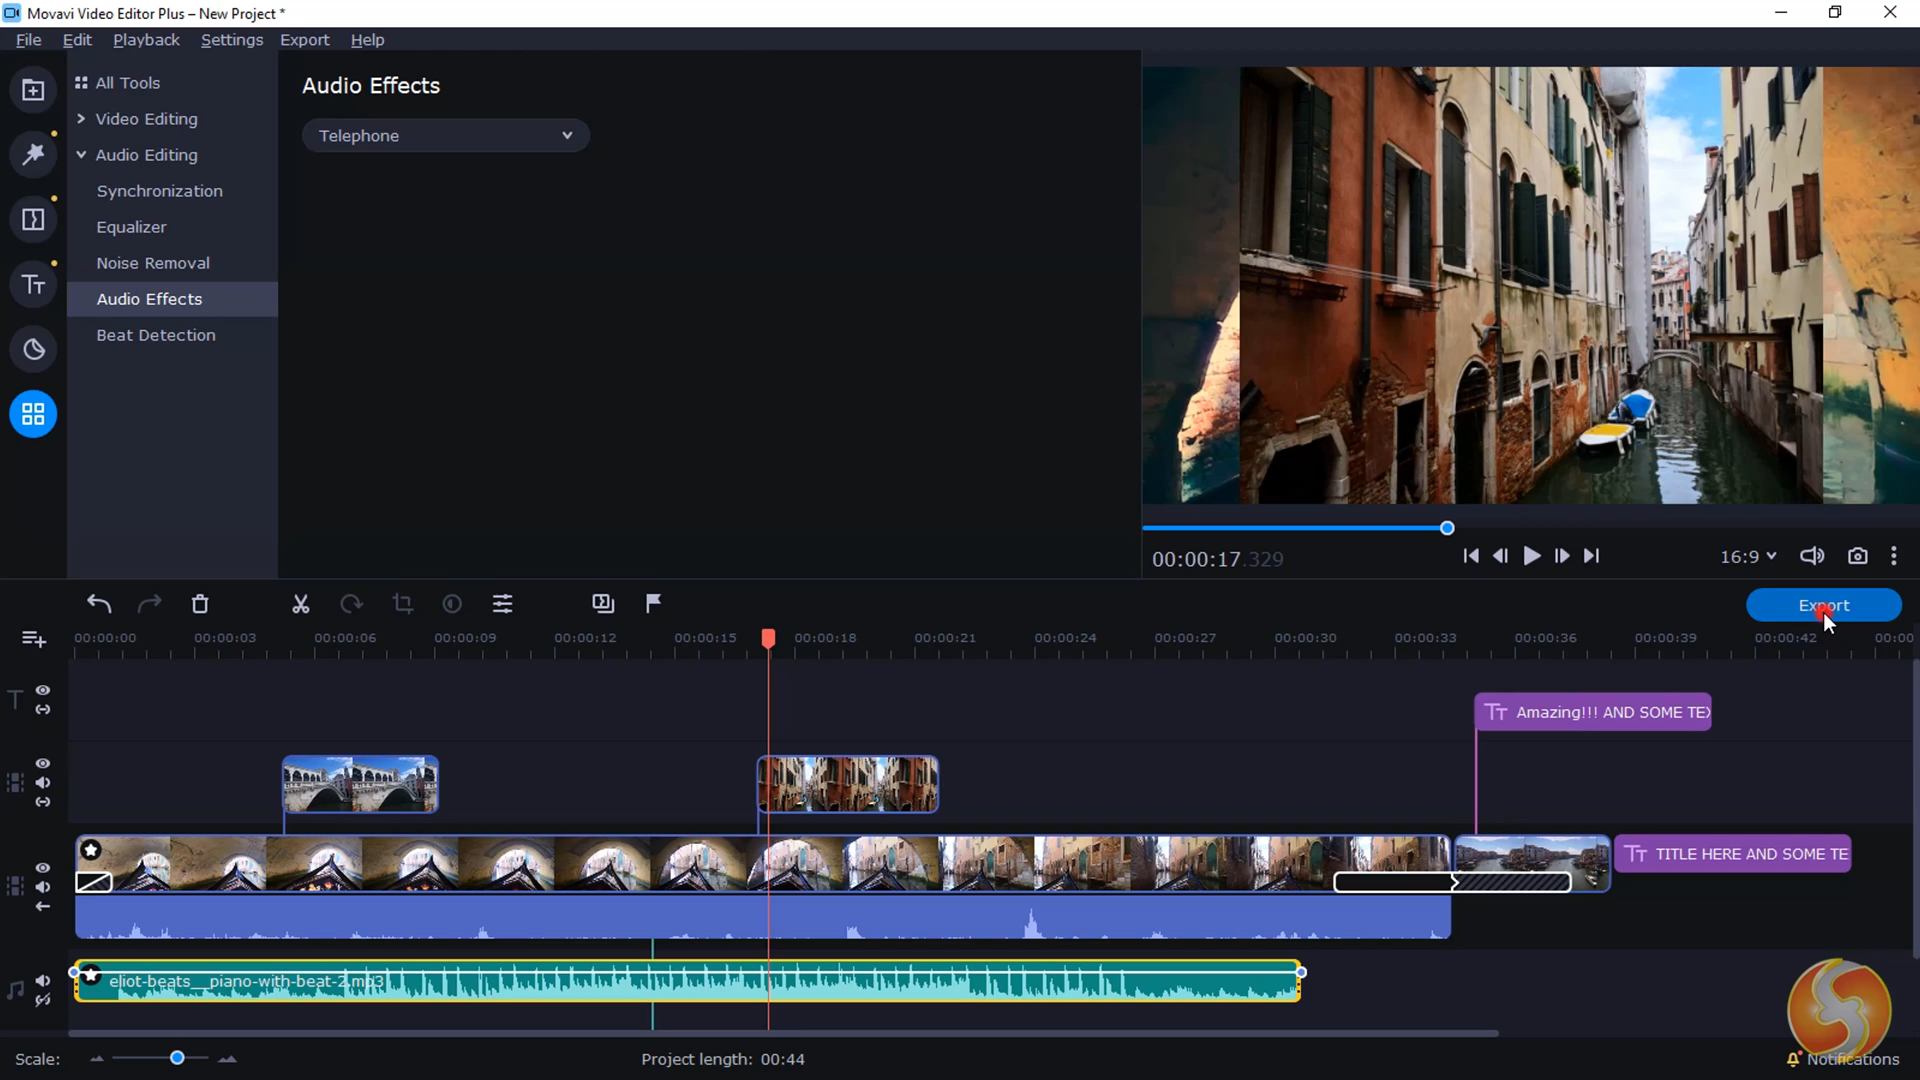 Movavi Video Editor Plus – New Project *
File Edit Playback Settings Export Help
All Tools
Video Editing
Audio Editing
Synchronization
Equalizer
Noise Removal
Audio Effects
Beat Detection
Audio Effects
Telephone
00:00:17.329
16:9
Export
00:00:00 00:00:03 00:00:06 00:00:09 00:00:12 00:00:15 00:00:18 00:00:21 00:00:24 00:00:27 00:00:30 00:00:33 00:00:36 00:00:39 00:00:42 00:00
Tт Amazing!!! AND SOME TEX
Tт TITLE HERE AND SOME TE
eliot-beats__piano-with-beat-2.mp3
Scale:
Project length: 00:44
Notifications